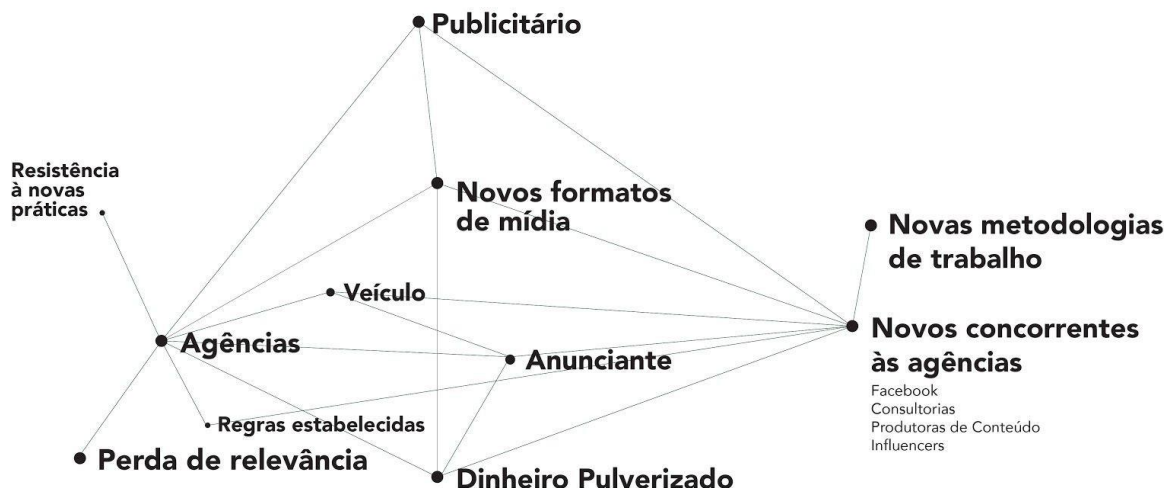 Publicitário
Resistência
à novas
práticas
Novos formatos
de mídia
Novas metodologias
de trabalho
Veículo
Agências
Novos concorrentes
às agências
Anunciante
Facebook
Consultorias
Produtoras de Conteúdo
Influencers
Regras estabelecidas
Perda de relevância
Dinheiro Pulverizado